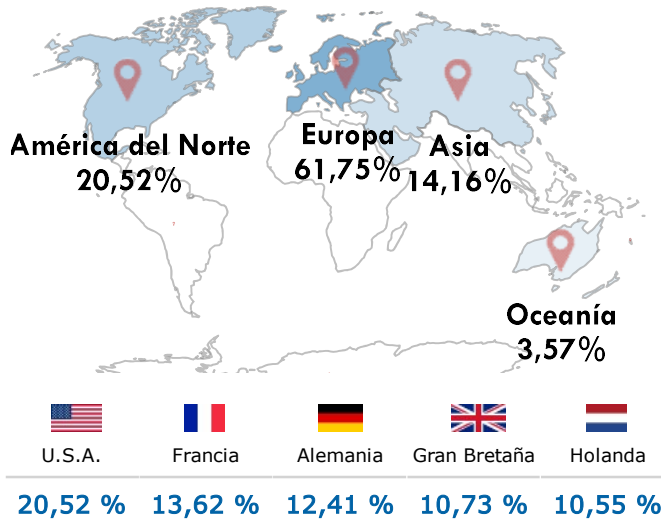 América del Norte
20,52%
Europa
61,75%
Asia
14,16%
Oceanía
3,57%
U.S.A.
Francia
Alemania
Gran Bretaña
Holanda
20,52 %
13,62 %
12,41 %
10,73 %
10,55 %